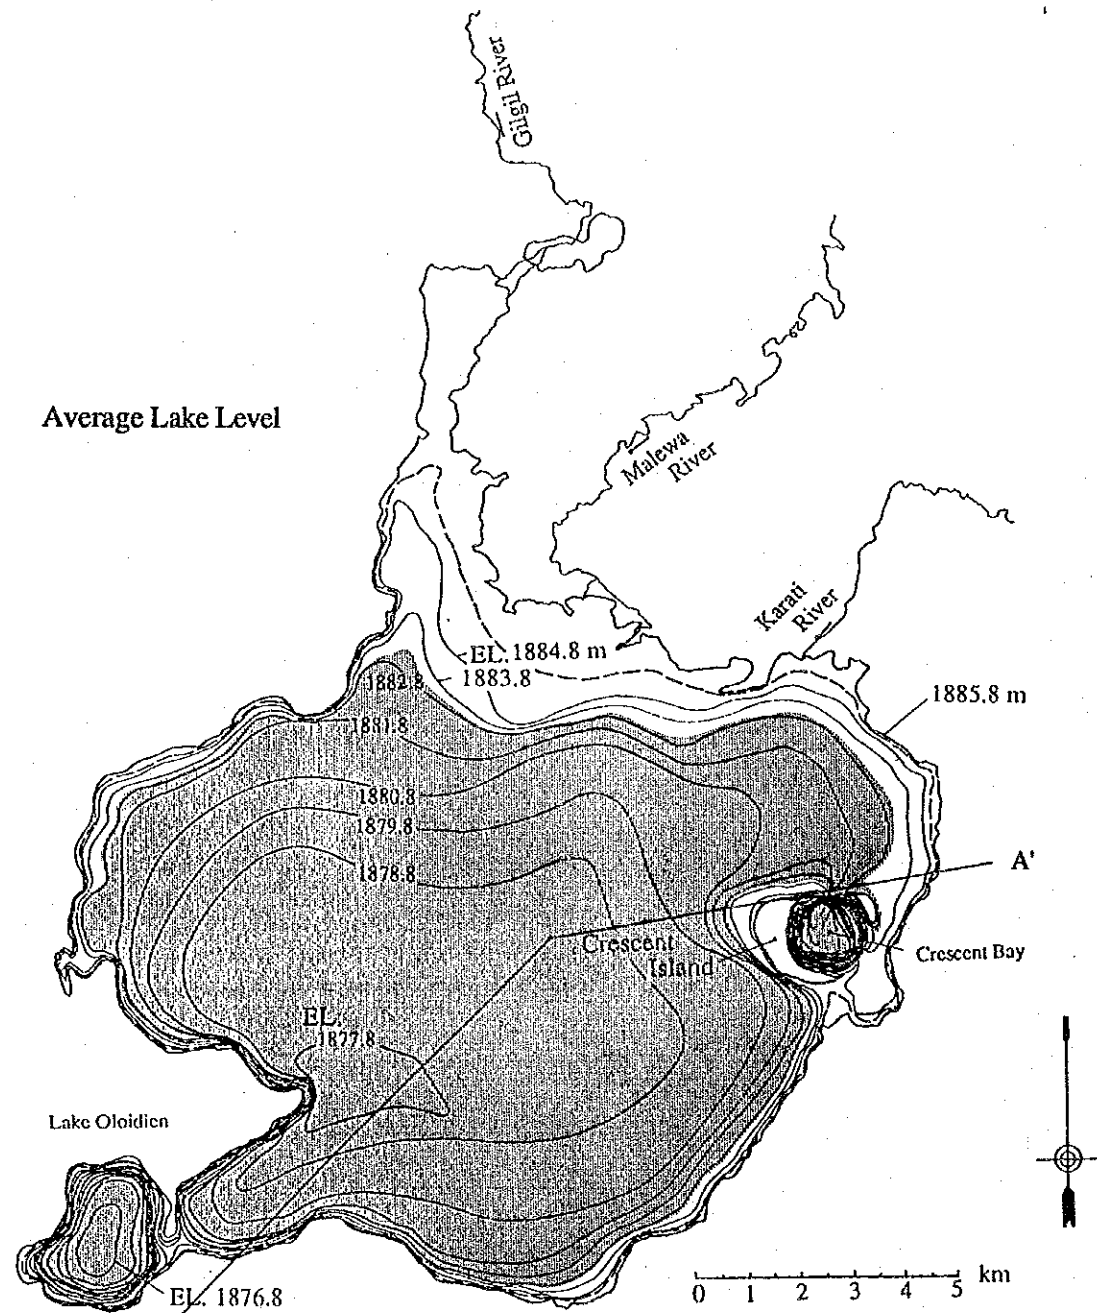 Gilgil River
Average Lake Level
Malewa
River
Karati
River
EL. 1884.8 m
1883.8
1882.8
1885.8 m
1881.8
1880.8
1879.8
1878.8
A'
Crescent
Island
Crescent Bay
EL.
1877.8
Lake Oloidien
EL. 1876.8
0 1 2 3 4 5 km